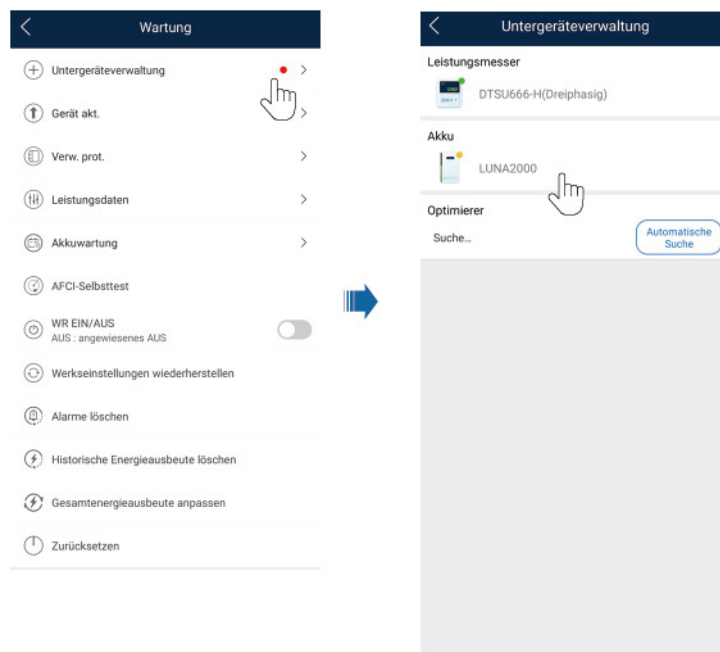 Wartung
Untergeräteverwaltung
Gerät akt.
Verw. prot.
Leistungsdaten
Akkuwartung
AFCI-Selbsttest
WR EIN/AUS
AUS : angewiesenes AUS
Werkseinstellungen wiederherstellen
Alarme löschen
Historische Energieausbeute löschen
Gesamtenergieausbeute anpassen
Zurücksetzen
Untergeräteverwaltung
Leistungsmesser
DTSU666-H(Dreiphasig)
Akku
LUNA2000
Optimierer
Suche...
Automatische
Suche